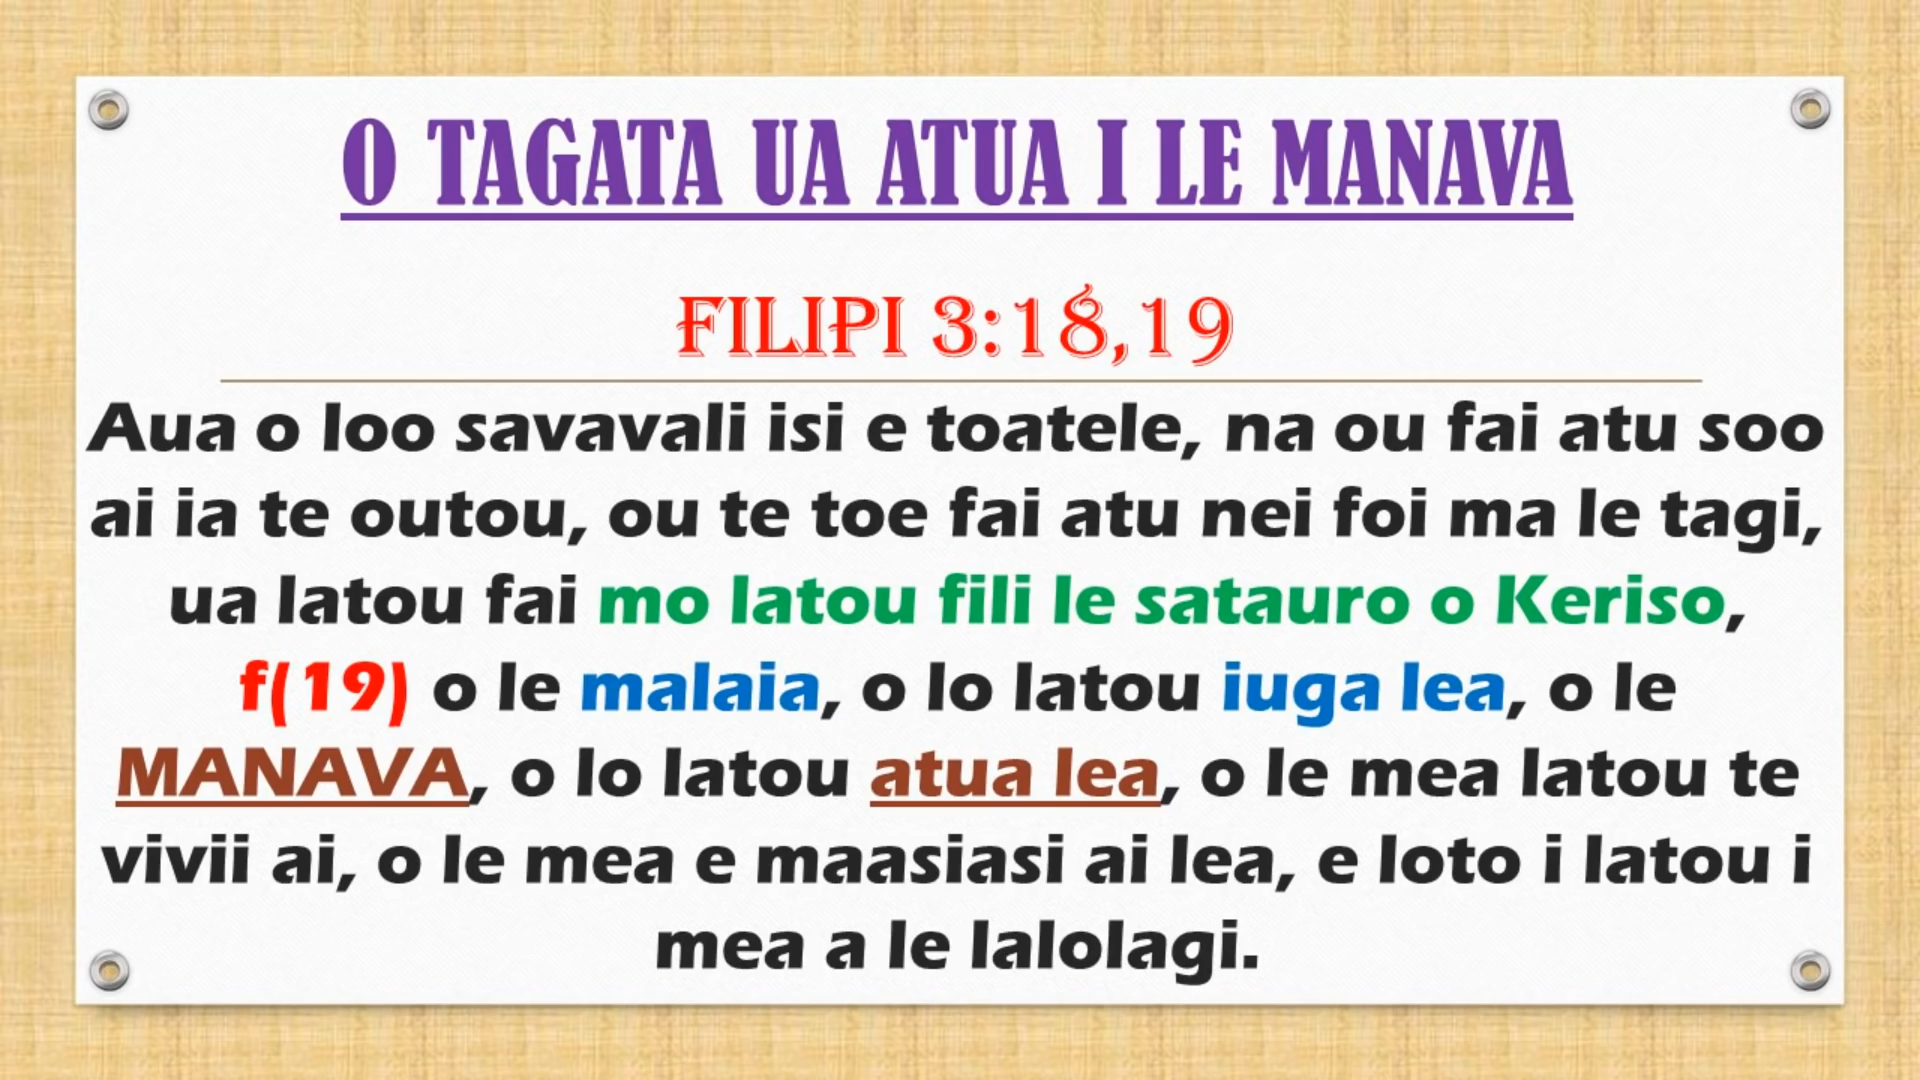 O TAGATA UA ATUA I LE MANAVA
FILIPI 3:18,19
Aua o loo savavali isi e toatele, na ou fai atu soo
ai ia te outou, ou te toe fai atu nei foi ma le tagi,
ua latou fai mo latou fili le satauro o Keriso,
f(19) o le malaia, o lo latou iuga lea, o le
MANAVA, o lo latou atua lea, o le mea latou te
vivii ai, o le mea e maasiasi ai lea, e loto i latou i
mea a le lalolagi.